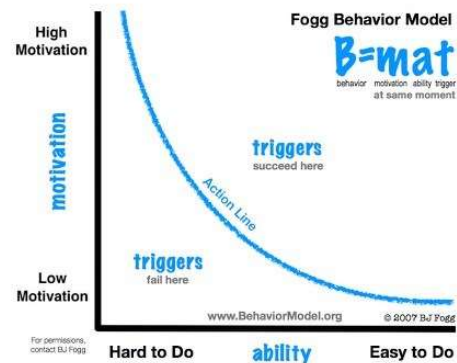 Fogg Behavior Model
High
Motivation
B=mat
behavior motivation ability trigger
at same moment
motivation
triggers
succeed here
Action Line
triggers
fail here
Low
Motivation
www.BehaviorModel.org
© 2007 BJ Fogg
For permissions,
contact BJ Fogg
Hard to Do
ability
Easy to Do